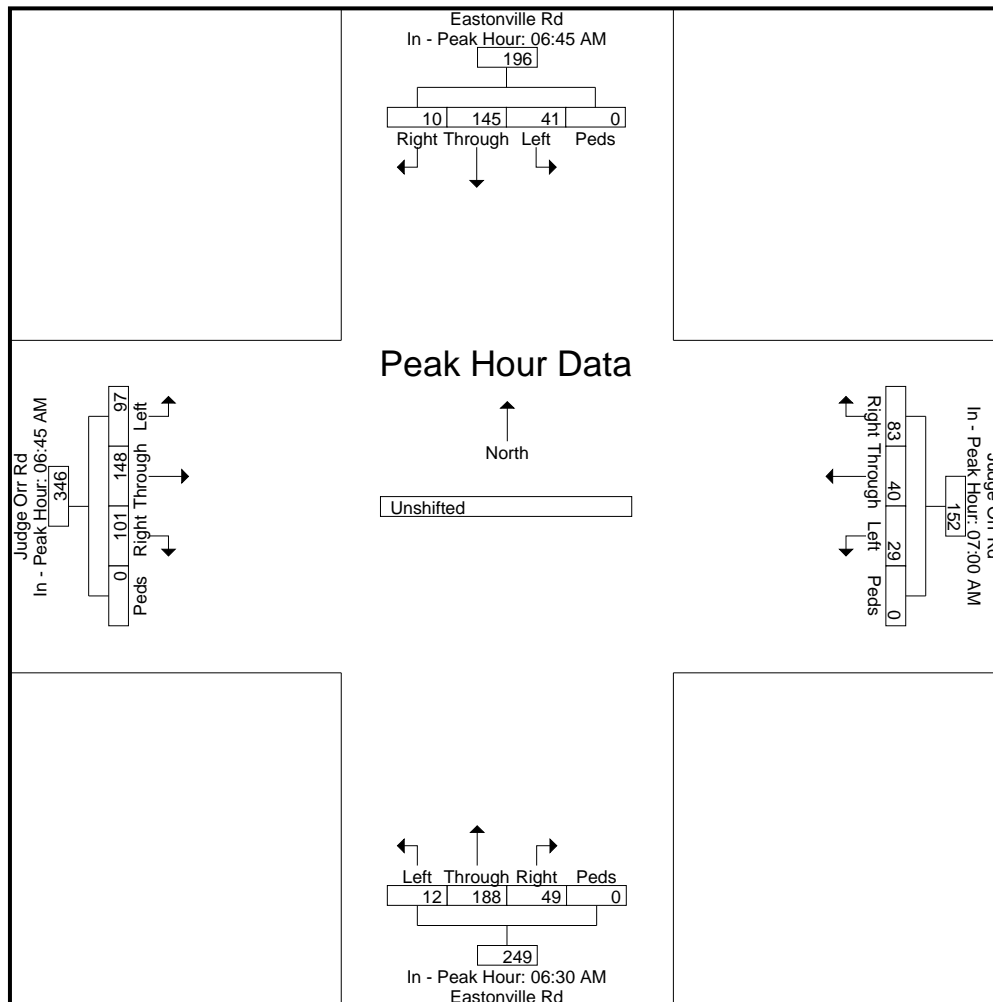 Eastonville Rd
In - Peak Hour: 06:45 AM
196
10 145 41 0
Right Through Left Peds
Peak Hour Data
North
Unshifted
Judge Orr Rd
In - Peak Hour: 06:45 AM
346
97 148 101 0
Left Through Right Peds
Right Through Left Peds
83 40 29 0
152
In - Peak Hour: 07:00 AM
Judge Orr Rd
Left Through Right Peds
12 188 49 0
249
In - Peak Hour: 06:30 AM
Eastonville Rd